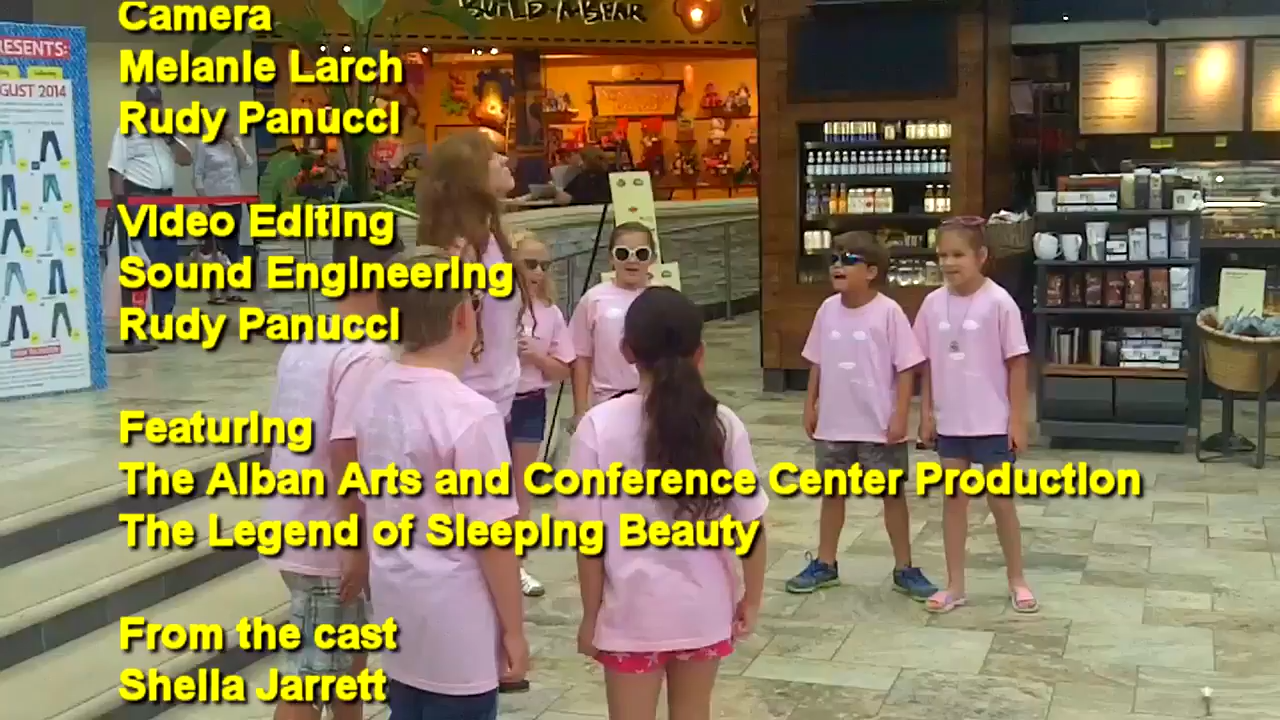 BUILD-A-BEAR
Camera
RESENTS:
Melanie Larch
GUST 2014
Rudy Panucci
Video Editing
Sound Engineering
Rudy Panucci
Featuring
The Alban Arts and Conference Center Production
The Legend of Sleeping Beauty
From the cast
Shella Jarrett